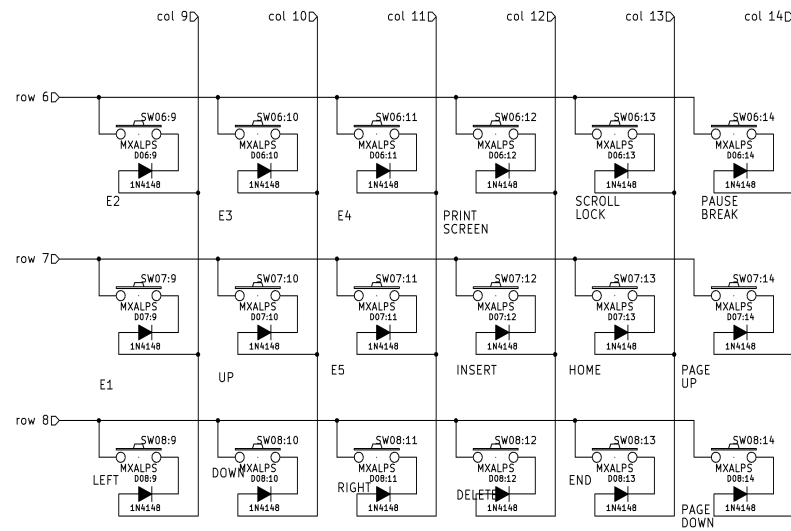 col 9
col 10
col 11
col 12
col 13
col 14
row 6
SW06:9
SW06:10
SW06:11
SW06:12
SW06:13
SW06:14
MXALPS
MXALPS
MXALPS
MXALPS
MXALPS
MXALPS
D06:9
D06:10
D06:11
D06:12
D06:13
D06:14
1N4148
1N4148
1N4148
1N4148
1N4148
1N4148
E2
E3
E4
PRINT
SCREEN
SCROLL
LOCK
PAUSE
BREAK
row 7
SW07:9
SW07:10
SW07:11
SW07:12
SW07:13
SW07:14
MXALPS
MXALPS
MXALPS
MXALPS
MXALPS
MXALPS
D07:9
D07:10
D07:11
D07:12
D07:13
D07:14
1N4148
1N4148
1N4148
1N4148
1N4148
1N4148
E1
UP
E5
INSERT
HOME
PAGE
UP
row 8
SW08:9
SW08:10
SW08:11
SW08:12
SW08:13
SW08:14
MXALPS
MXALPS
MXALPS
MXALPS
MXALPS
MXALPS
D08:9
D08:10
D08:11
D08:12
D08:13
D08:14
LEFT
DOWN
RIGHT
DELETE
END
1N4148
1N4148
1N4148
1N4148
1N4148
1N4148
PAGE
DOWN